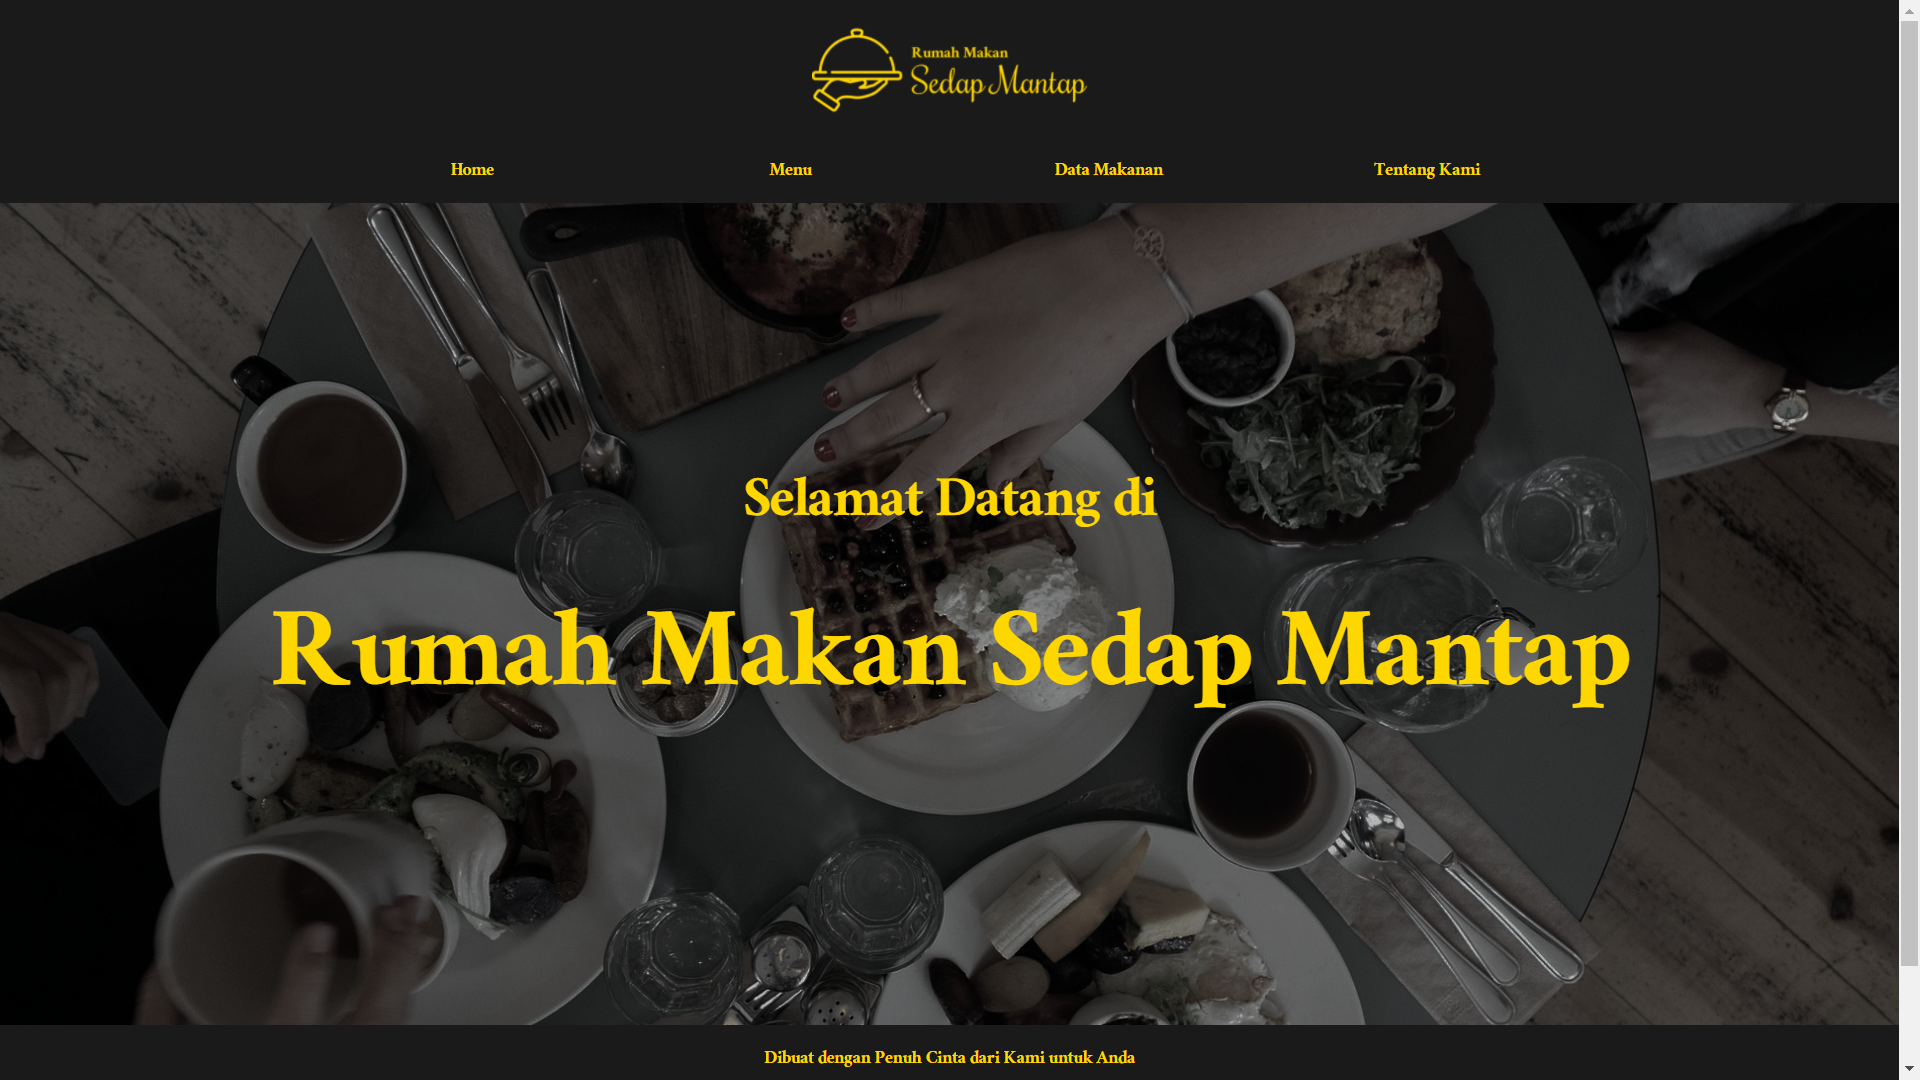 Rumah Makan
Sedap Mantap
Home
Menu
Data Makanan
Tentang Kami
Selamat Datang di
Rumah Makan Sedap Mantap
Dibuat dengan Penuh Cinta dari Kami untuk Anda